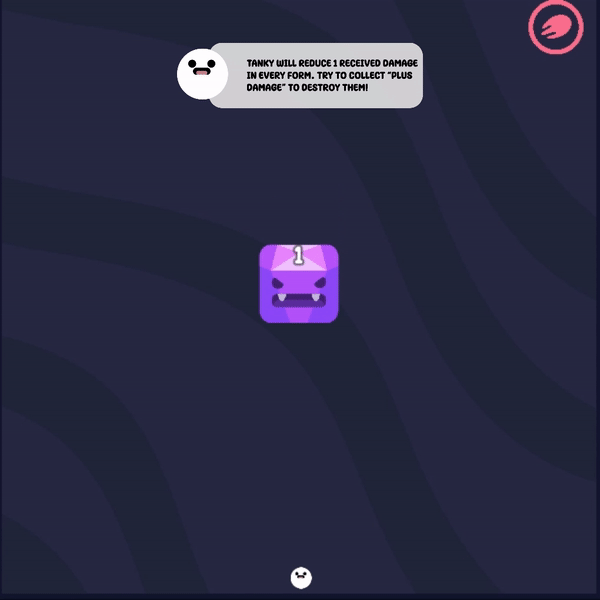 TANKY WILL REDUCE 1 RECEIVED DAMAGE
IN EVERY FORM. TRY TO COLLECT "PLUS
DAMAGE" TO DESTROY THEM!
1